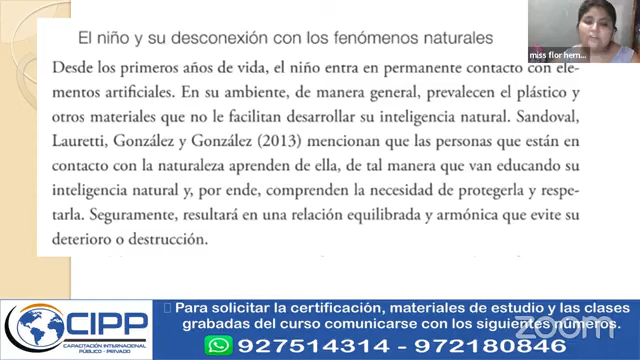 El niño y su desconexión con los fenómenos naturales
Desde los primeros años de vida, el niño entra en permanente contacto con ele-
mentos artificiales. En su ambiente, de manera general, prevalecen el plástico y
otros materiales que no le facilitan desarrollar su inteligencia natural. Sandoval,
Lauretti, González y González (2013) mencionan que las personas que están en
contacto con la naturaleza aprenden de ella, de tal manera que van educando su
inteligencia natural y, por ende, comprenden la necesidad de protegerla y respe-
tarla. Seguramente, resultará en una relación equilibrada y armónica que evite su
deterioro o destrucción.
miss flor hern...
CIPP
CAPACITACIÓN INTERNACIONAL
PÚBLICO - PRIVADO
Para solicitar la certificación, materiales de estudio y las clases
grabadas del curso comunicarse con los siguientes números.
927514314 - 972180846
zoom